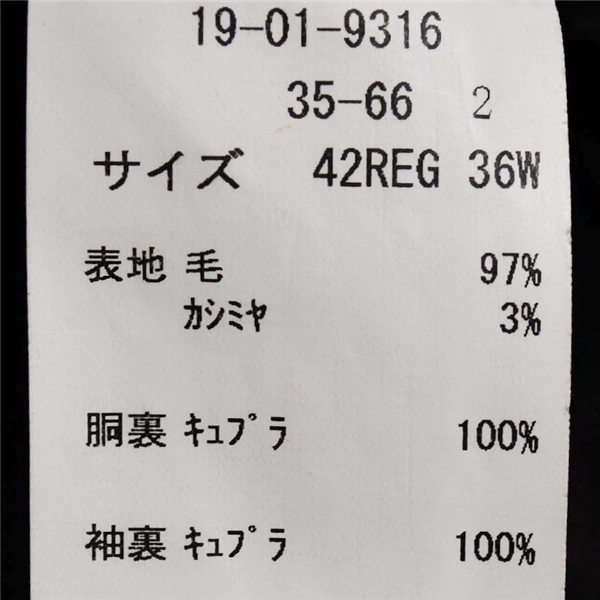 19-01-9316
35-66 2
サイズ 42REG 36W
表地 毛 97%
ｶｼﾐﾔ 3%
胴裏 ｷｭﾌﾟﾗ 100%
袖裏 ｷｭﾌﾟﾗ 100%